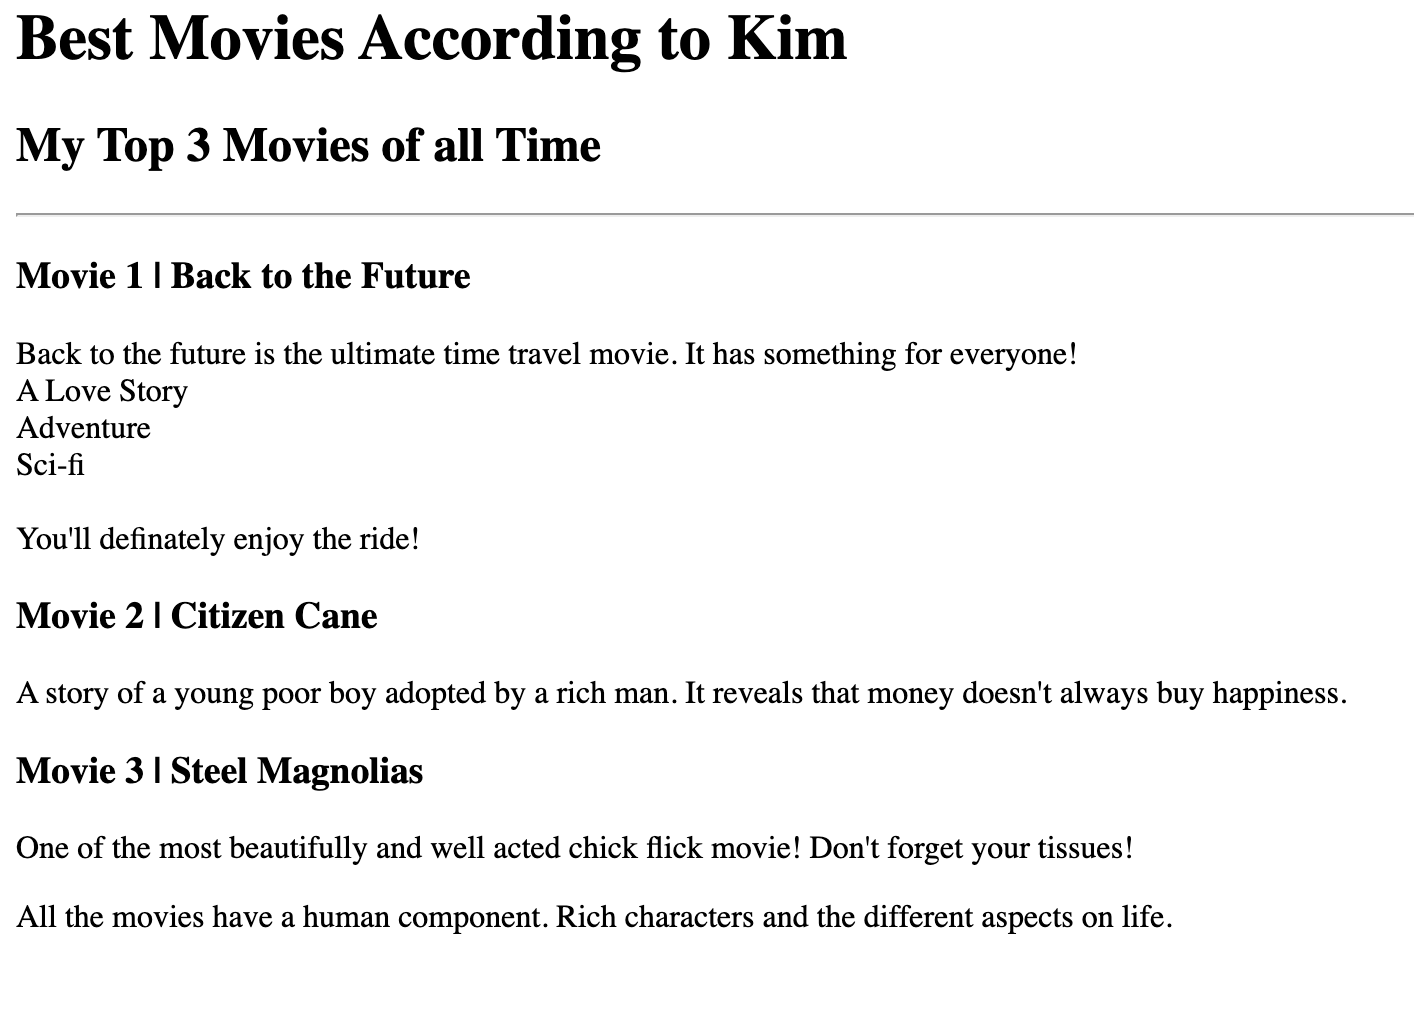 Best Movies According to Kim
My Top 3 Movies of all Time
Movie 1 | Back to the Future
Back to the future is the ultimate time travel movie. It has something for everyone!
A Love Story
Adventure
Sci-fi
You'll definately enjoy the ride!
Movie 2 | Citizen Cane
A story of a young poor boy adopted by a rich man. It reveals that money doesn't always buy happiness.
Movie 3 | Steel Magnolias
One of the most beautifully and well acted chick flick movie! Don't forget your tissues!
All the movies have a human component. Rich characters and the different aspects on life.